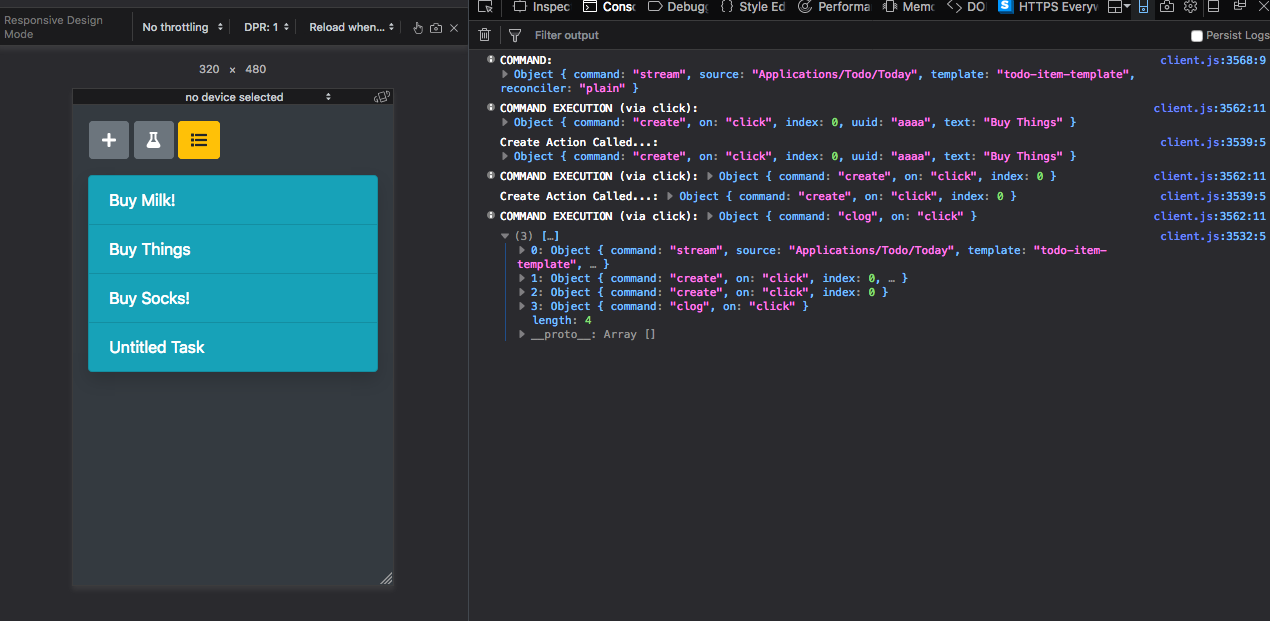 Responsive Design
Mode
No throttling
DPR: 1
Reload when...
320 x 480
no device selected
Buy Milk!
Buy Things
Buy Socks!
Untitled Task
Inspec
Conso
Debug
{ } Style Ed
Performa
Memo
DO
S HTTPS Everyw
Filter output
Persist Logs
COMMAND: client.js:3568:9
Object { command: "stream", source: "Applications/Todo/Today", template: "todo-item-template",
reconciler: "plain" }
COMMAND EXECUTION (via click): client.js:3562:11
Object { command: "create", on: "click", index: 0, uuid: "aaaa", text: "Buy Things" }
Create Action Called...: client.js:3539:5
Object { command: "create", on: "click", index: 0, uuid: "aaaa", text: "Buy Things" }
COMMAND EXECUTION (via click): Object { command: "create", on: "click", index: 0 } client.js:3562:11
Create Action Called...: Object { command: "create", on: "click", index: 0 } client.js:3539:5
COMMAND EXECUTION (via click): Object { command: "clog", on: "click" } client.js:3562:11
(3) […] client.js:3532:5
0: Object { command: "stream", source: "Applications/Todo/Today", template: "todo-item-
template", … }
1: Object { command: "create", on: "click", index: 0, … }
2: Object { command: "create", on: "click", index: 0 }
3: Object { command: "clog", on: "click" }
length: 4
__proto__: Array []